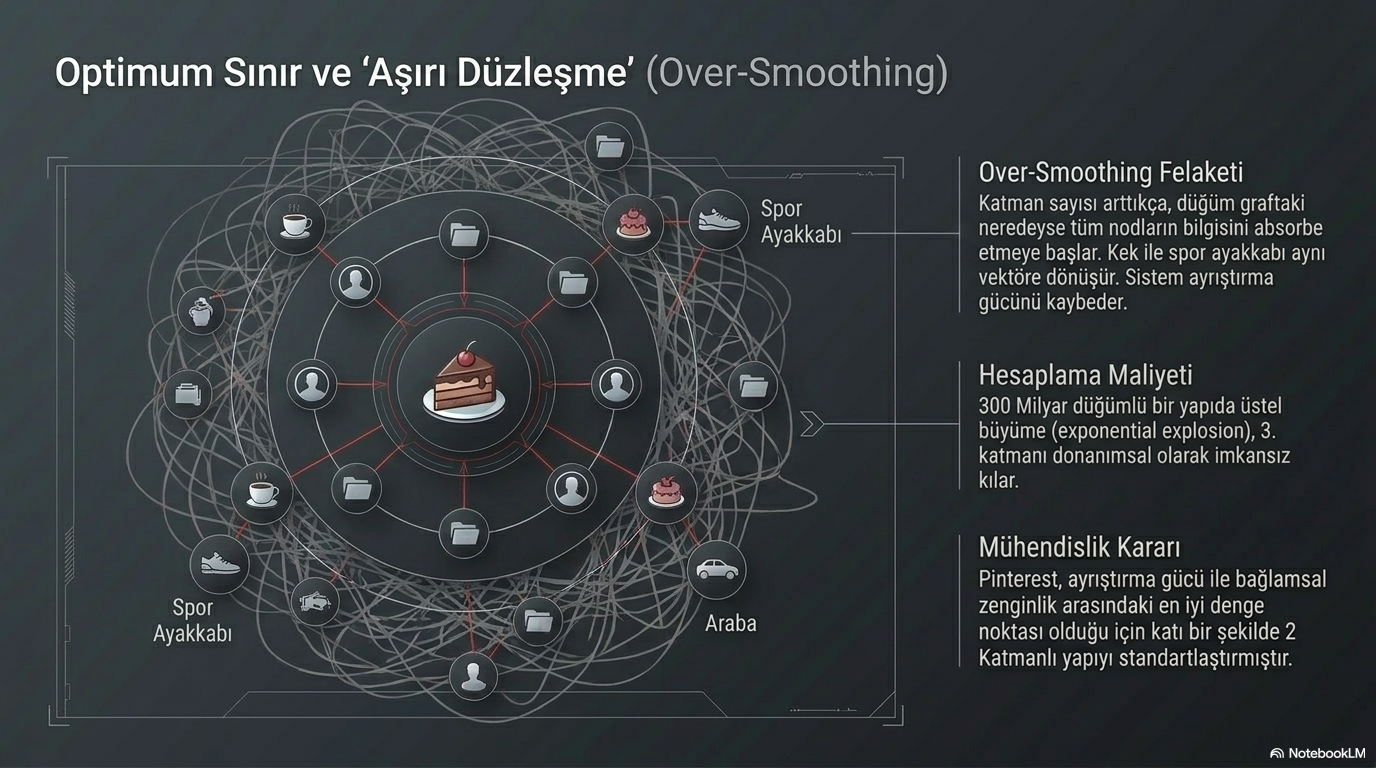 Optimum Sınır ve ‘Aşırı Düzleşme’ (Over-Smoothing)
Spor
Ayakkabı
Spor
Ayakkabı
Araba
Over-Smoothing Felaketi
Katman sayısı arttıkça, düğüm graftaki
neredeyse tüm nodların bilgisini absorbe
etmeye başlar. Kek ile spor ayakkabı aynı
vektöre dönüşür. Sistem ayrıştırma
gücünü kaybeder.
Hesaplama Maliyeti
300 Milyar düğümlü bir yapıda üstel
büyüme (exponential explosion), 3.
katmanı donanımsal olarak imkansız
kılar.
Mühendislik Kararı
Pinterest, ayrıştırma gücü ile bağlamsal
zenginlik arasındaki en iyi denge
noktası olduğu için katı bir şekilde 2
Katmanlı yapıyı standartlaştırmıştır.
NotebookLM